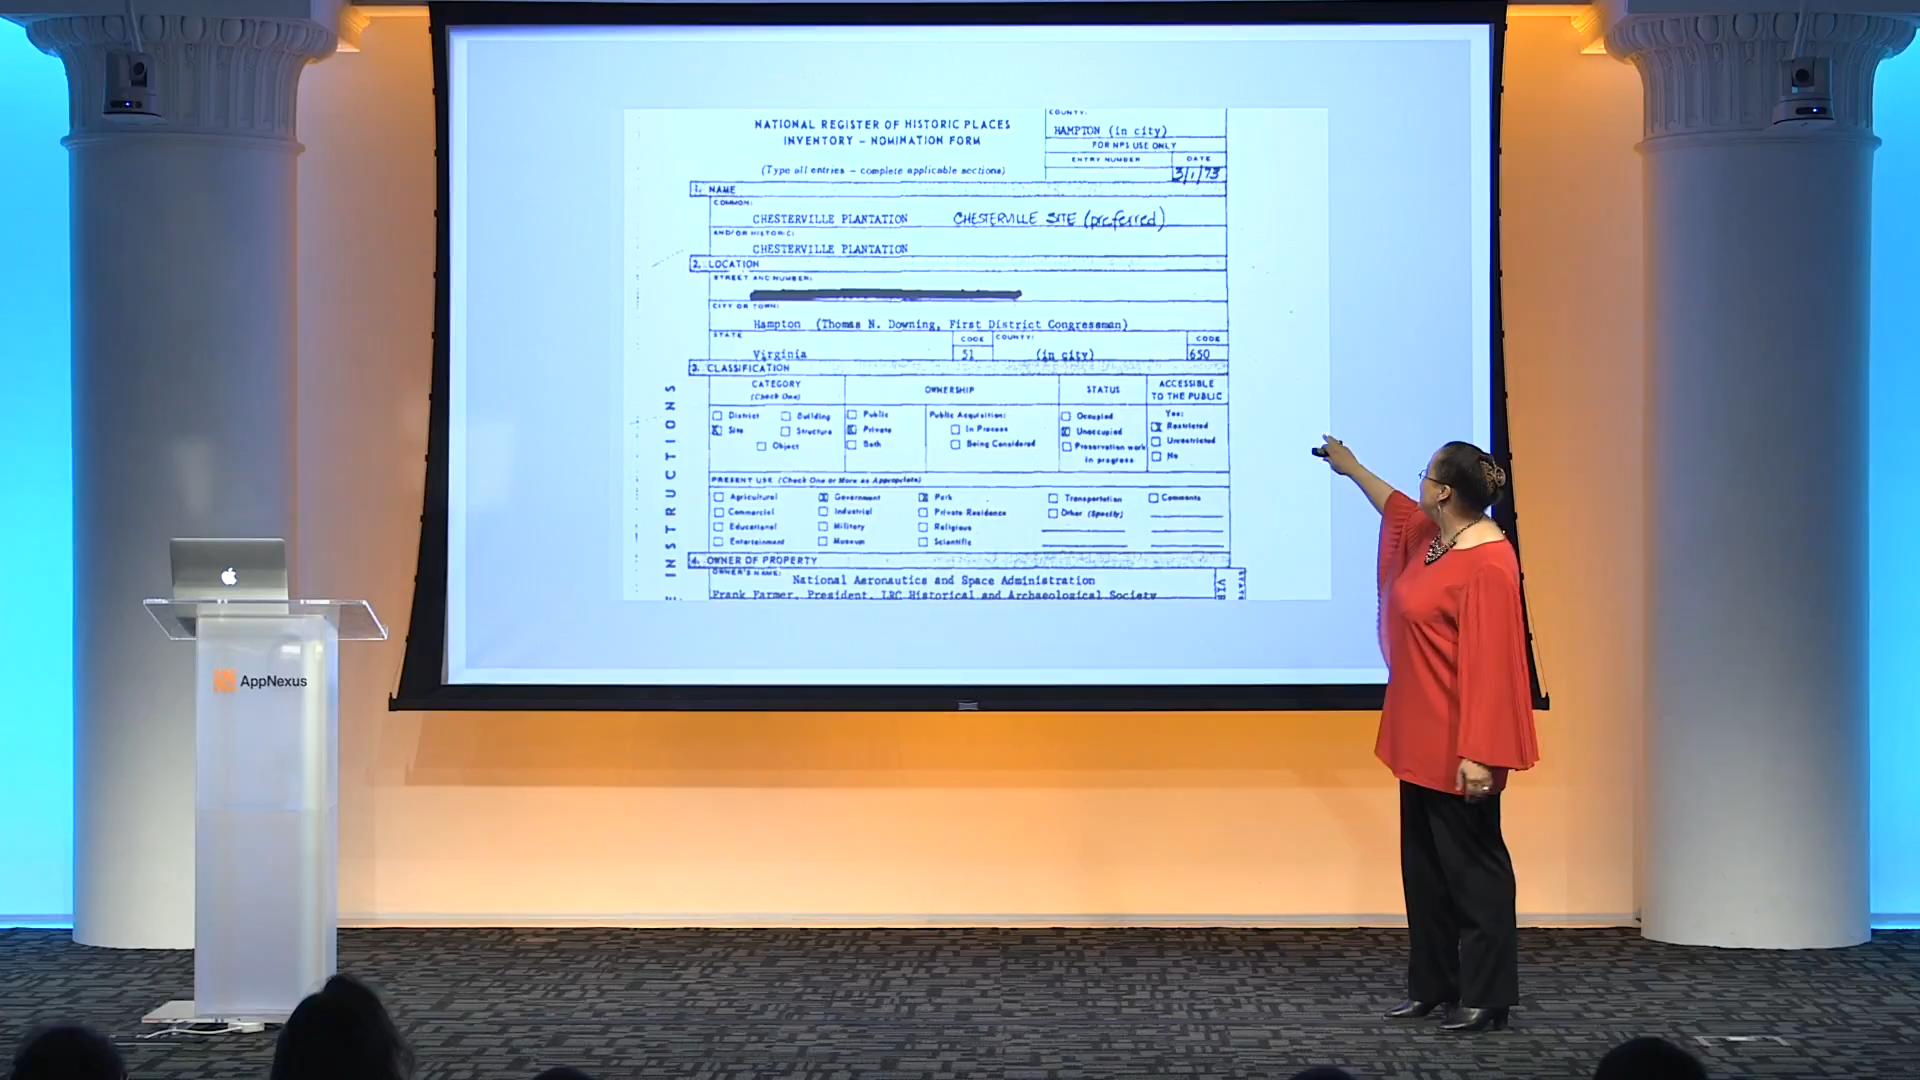 NATIONAL REGISTER OF HISTORIC PLACES
INVENTORY – NOMINATION FORM
(Type all entries – complete applicable sections)
COUNTY:
HAMPTON (in city)
FOR NPS USE ONLY
ENTRY NUMBER DATE
3/1/73
1. NAME
COMMON:
CHESTERVILLE PLANTATION CHESTERVILLE SITE (preferred)
AND/OR HISTORIC:
CHESTERVILLE PLANTATION
2. LOCATION
STREET AND NUMBER:
CITY OR TOWN:
Hampton (Thomas N. Downing, First District Congressman)
STATE CODE COUNTY: CODE
Virginia 51 (in city) 650
3. CLASSIFICATION
CATEGORY OWNERSHIP STATUS ACCESSIBLE
(Check One) TO THE PUBLIC
District Building Public Public Acquisition: Occupied Yes:
Site Structure Private In Process Unoccupied Restricted
Object Both Being Considered Preservation work Unrestricted
in progress No
PRESENT USE (Check One or More as Appropriate)
Agricultural Government Park Transportation Comments
Commercial Industrial Private Residence Other (Specify)
Educational Military Religious
Entertainment Museum Scientific
4. OWNER OF PROPERTY
OWNER'S NAME:
National Aeronautics and Space Administration
Frank Farmer, President, LRC Historical and Archaeological Society
INSTRUCTIONS
AppNexus